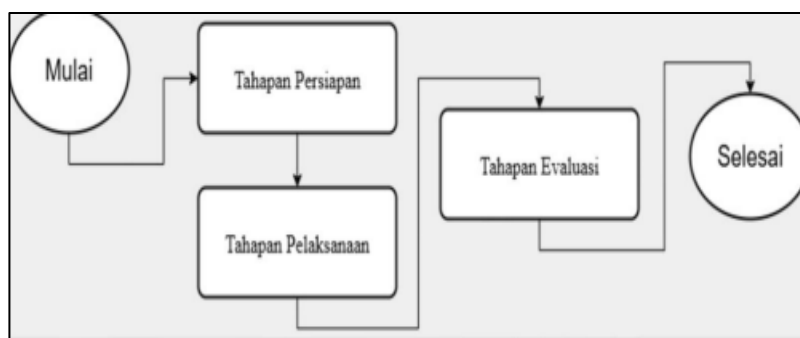 Mulai
Tahapan Persiapan
Tahapan Pelaksanaan
Tahapan Evaluasi
Selesai